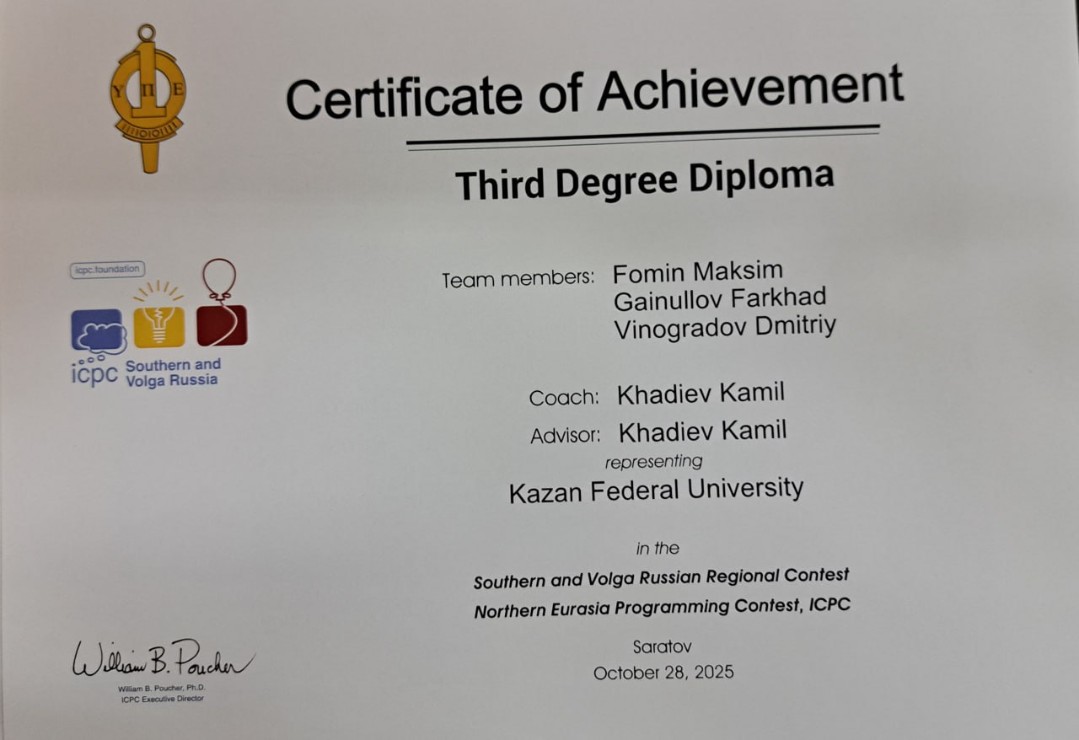 Υ Π Ε
Certificate of Achievement
Third Degree Diploma
icpc.foundation
icpc Southern and
Volga Russia
Team members: Fomin Maksim
Gainullov Farkhad
Vinogradov Dmitriy
Coach: Khadiev Kamil
Advisor: Khadiev Kamil
representing
Kazan Federal University
in the
Southern and Volga Russian Regional Contest
Northern Eurasia Programming Contest, ICPC
Saratov
October 28, 2025
William B. Poucher
William B. Poucher, Ph.D.
ICPC Executive Director